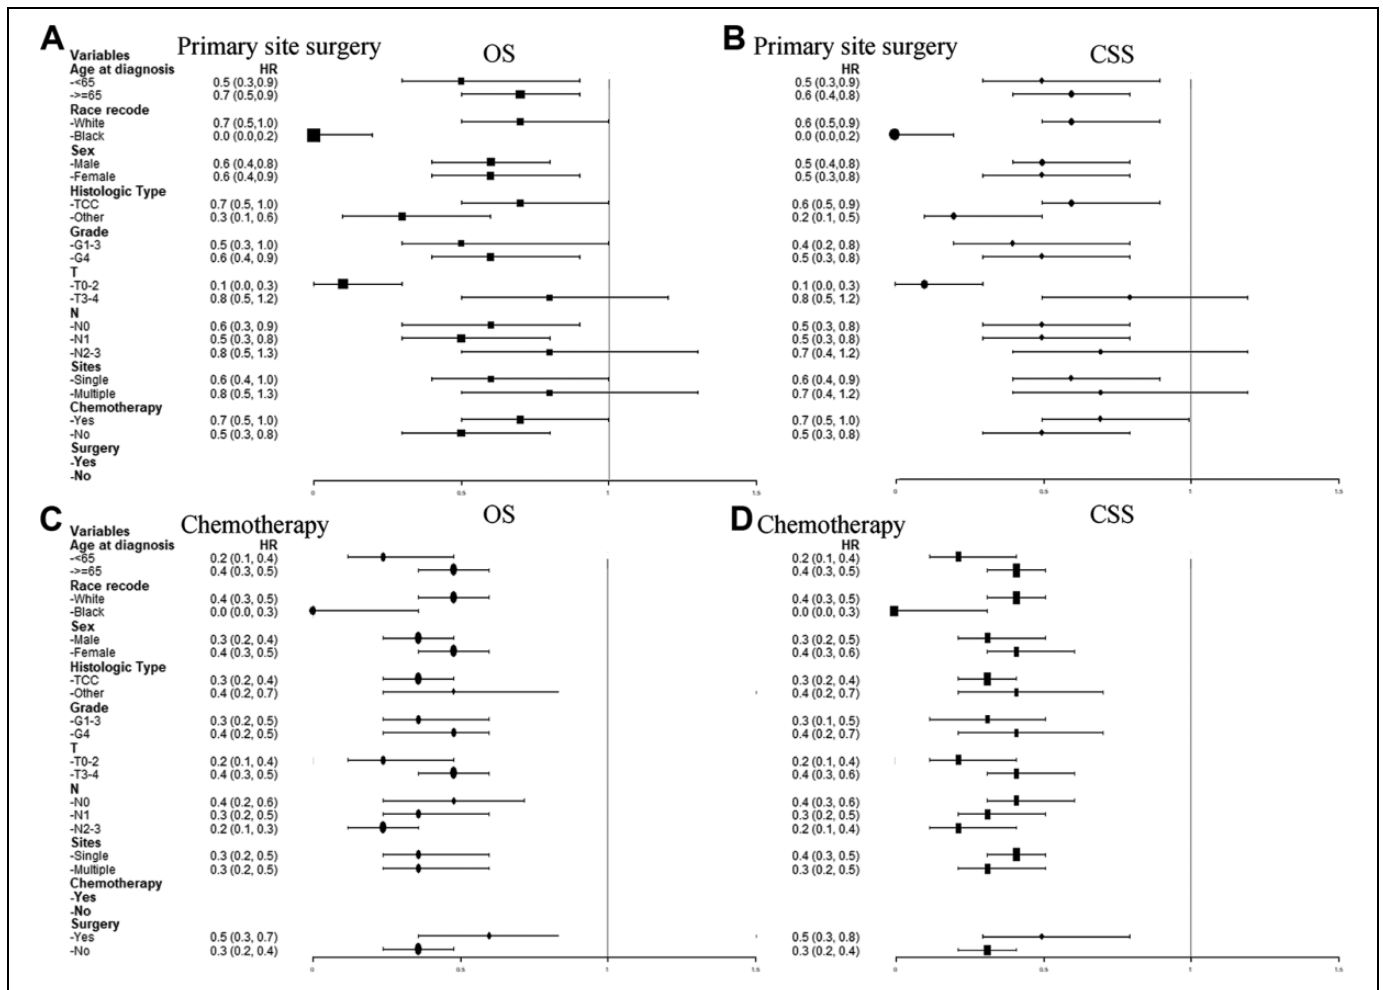 A Primary site surgery OS
Variables
Age at diagnosis HR
-<65 0.5 (0.3,0.9)
->=65 0.7 (0.5,0.9)
Race recode
-White 0.7 (0.5,1.0)
-Black 0.0 (0.0,0.2)
Sex
-Male 0.6 (0.4,0.8)
-Female 0.6 (0.4,0.9)
Histologic Type
-TCC 0.7 (0.5, 1.0)
-Other 0.3 (0.1, 0.6)
Grade
-G1-3 0.5 (0.3, 1.0)
-G4 0.6 (0.4, 0.9)
T
-T0-2 0.1 (0.0, 0.3)
-T3-4 0.8 (0.5, 1.2)
N
-N0 0.6 (0.3, 0.9)
-N1 0.5 (0.3, 0.8)
-N2-3 0.8 (0.5, 1.3)
Sites
-Single 0.6 (0.4, 1.0)
-Multiple 0.8 (0.5, 1.3)
Chemotherapy
-Yes 0.7 (0.5, 1.0)
-No 0.5 (0.3, 0.8)
Surgery
-Yes
-No
0 0.5 1 1.5
B Primary site surgery CSS
HR
0.5 (0.3,0.9)
0.6 (0.4,0.8)
0.6 (0.5,0.9)
0.0 (0.0,0.2)
0.5 (0.4,0.8)
0.5 (0.3,0.8)
0.6 (0.5, 0.9)
0.2 (0.1, 0.5)
0.4 (0.2, 0.8)
0.5 (0.3, 0.8)
0.1 (0.0, 0.3)
0.8 (0.5, 1.2)
0.5 (0.3, 0.8)
0.5 (0.3, 0.8)
0.7 (0.4, 1.2)
0.6 (0.4, 0.9)
0.7 (0.4, 1.2)
0.7 (0.5, 1.0)
0.5 (0.3, 0.8)
0 0.5 1 1.5
C Chemotherapy OS
Variables
Age at diagnosis HR
-<65 0.2 (0.1, 0.4)
->=65 0.4 (0.3, 0.5)
Race recode
-White 0.4 (0.3, 0.5)
-Black 0.0 (0.0, 0.3)
Sex
-Male 0.3 (0.2, 0.4)
-Female 0.4 (0.3, 0.5)
Histologic Type
-TCC 0.3 (0.2, 0.4)
-Other 0.4 (0.2, 0.7)
Grade
-G1-3 0.3 (0.2, 0.5)
-G4 0.4 (0.2, 0.5)
T
-T0-2 0.2 (0.1, 0.4)
-T3-4 0.4 (0.3, 0.5)
N
-N0 0.4 (0.2, 0.6)
-N1 0.3 (0.2, 0.5)
-N2-3 0.2 (0.1, 0.3)
Sites
-Single 0.3 (0.2, 0.5)
-Multiple 0.3 (0.2, 0.5)
Chemotherapy
-Yes
-No
Surgery
-Yes 0.5 (0.3, 0.7)
-No 0.3 (0.2, 0.4)
0 0.5 1 1.5
D Chemotherapy CSS
HR
0.2 (0.1, 0.4)
0.4 (0.3, 0.5)
0.4 (0.3, 0.5)
0.0 (0.0, 0.3)
0.3 (0.2, 0.5)
0.4 (0.3, 0.6)
0.3 (0.2, 0.4)
0.4 (0.2, 0.7)
0.3 (0.1, 0.5)
0.4 (0.2, 0.7)
0.2 (0.1, 0.4)
0.4 (0.3, 0.6)
0.4 (0.3, 0.6)
0.3 (0.2, 0.5)
0.2 (0.1, 0.4)
0.4 (0.3, 0.5)
0.3 (0.2, 0.5)
0.5 (0.3, 0.8)
0.3 (0.2, 0.4)
0 0.5 1 1.5